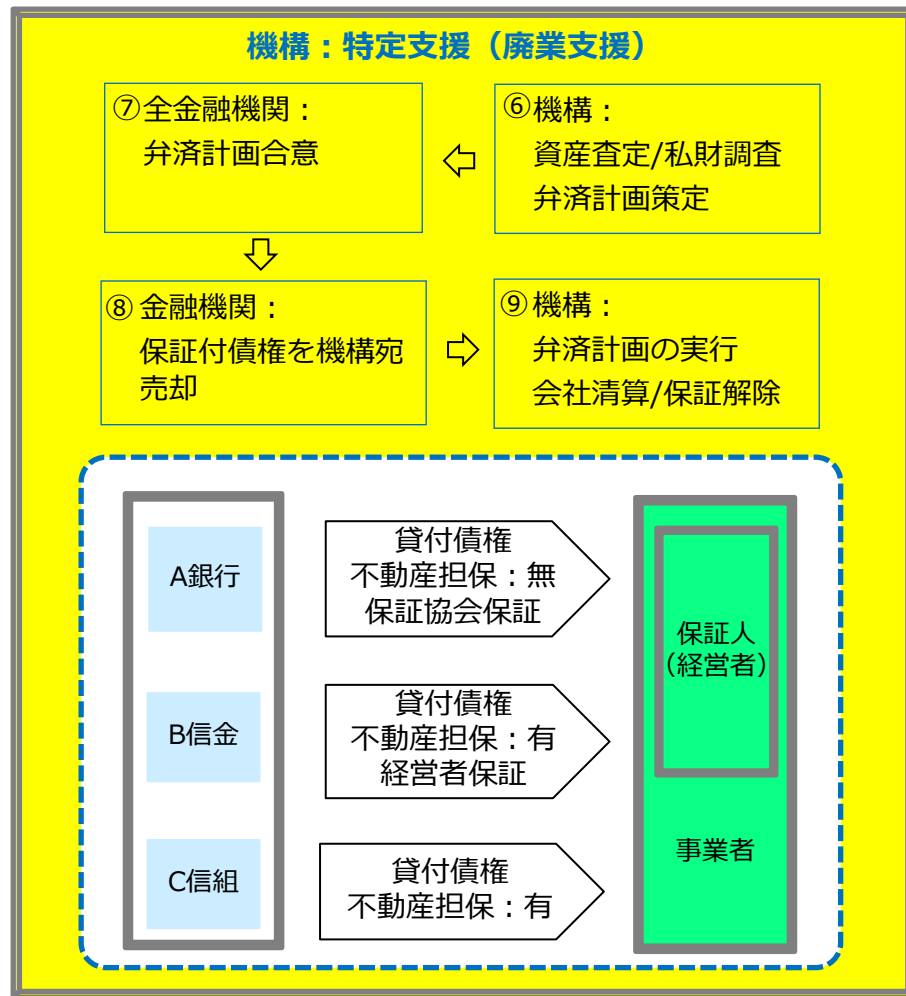 機構：特定支援（廃業支援）
⑦全金融機関：
弁済計画合意
⑥機構：
資産査定/私財調査
弁済計画策定
⑧金融機関：
保証付債権を機構宛
売却
⑨機構：
弁済計画の実行
会社清算/保証解除
A銀行
貸付債権
不動産担保：無
保証協会保証
保証人
（経営者）
B信金
貸付債権
不動産担保：有
経営者保証
事業者
C信組
貸付債権
不動産担保：有